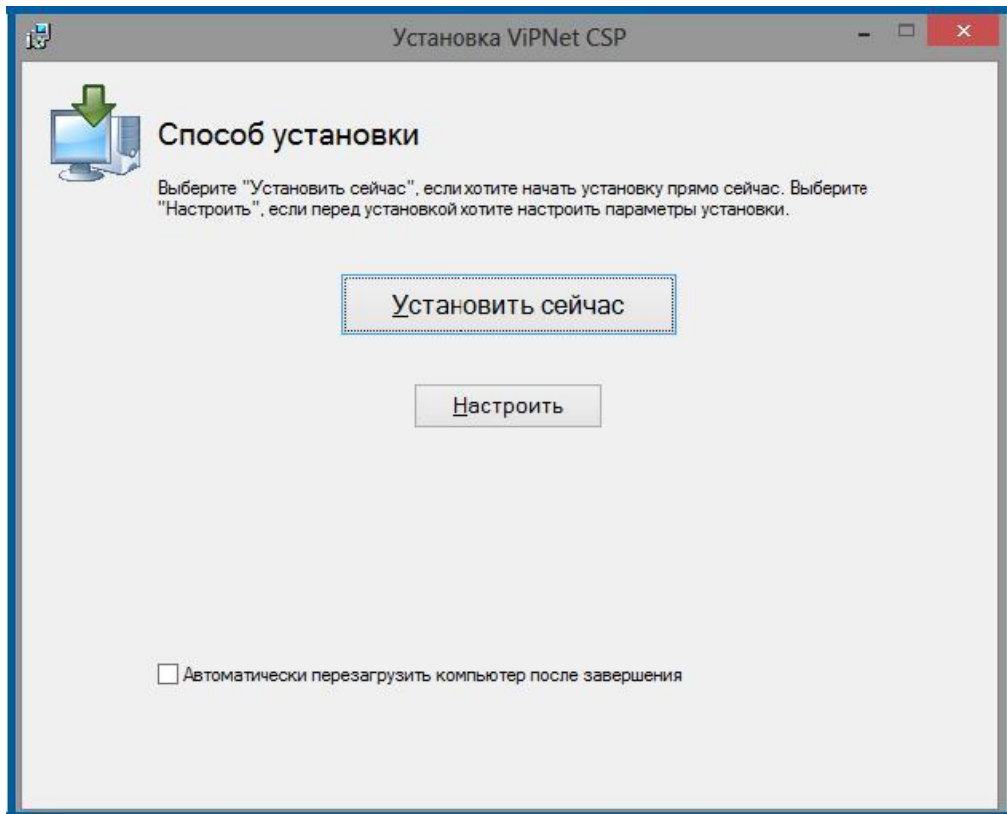 Установка ViPNet CSP
Способ установки
Выберите "Установить сейчас", если хотите начать установку прямо сейчас. Выберите
"Настроить", если перед установкой хотите настроить параметры установки.
Установить сейчас
Настроить
Автоматически перезагрузить компьютер после завершения